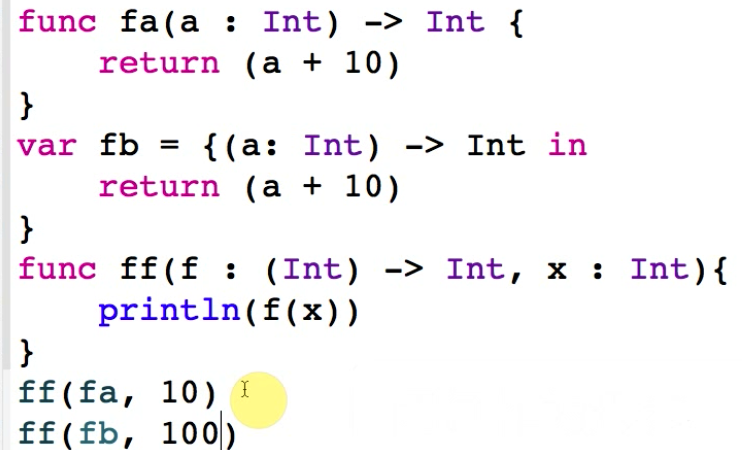 func fa(a : Int) -> Int {
    return (a + 10)
}
var fb = {(a: Int) -> Int in
    return (a + 10)
}
func ff(f : (Int) -> Int, x : Int){
    println(f(x))
}
ff(fa, 10)
ff(fb, 100)